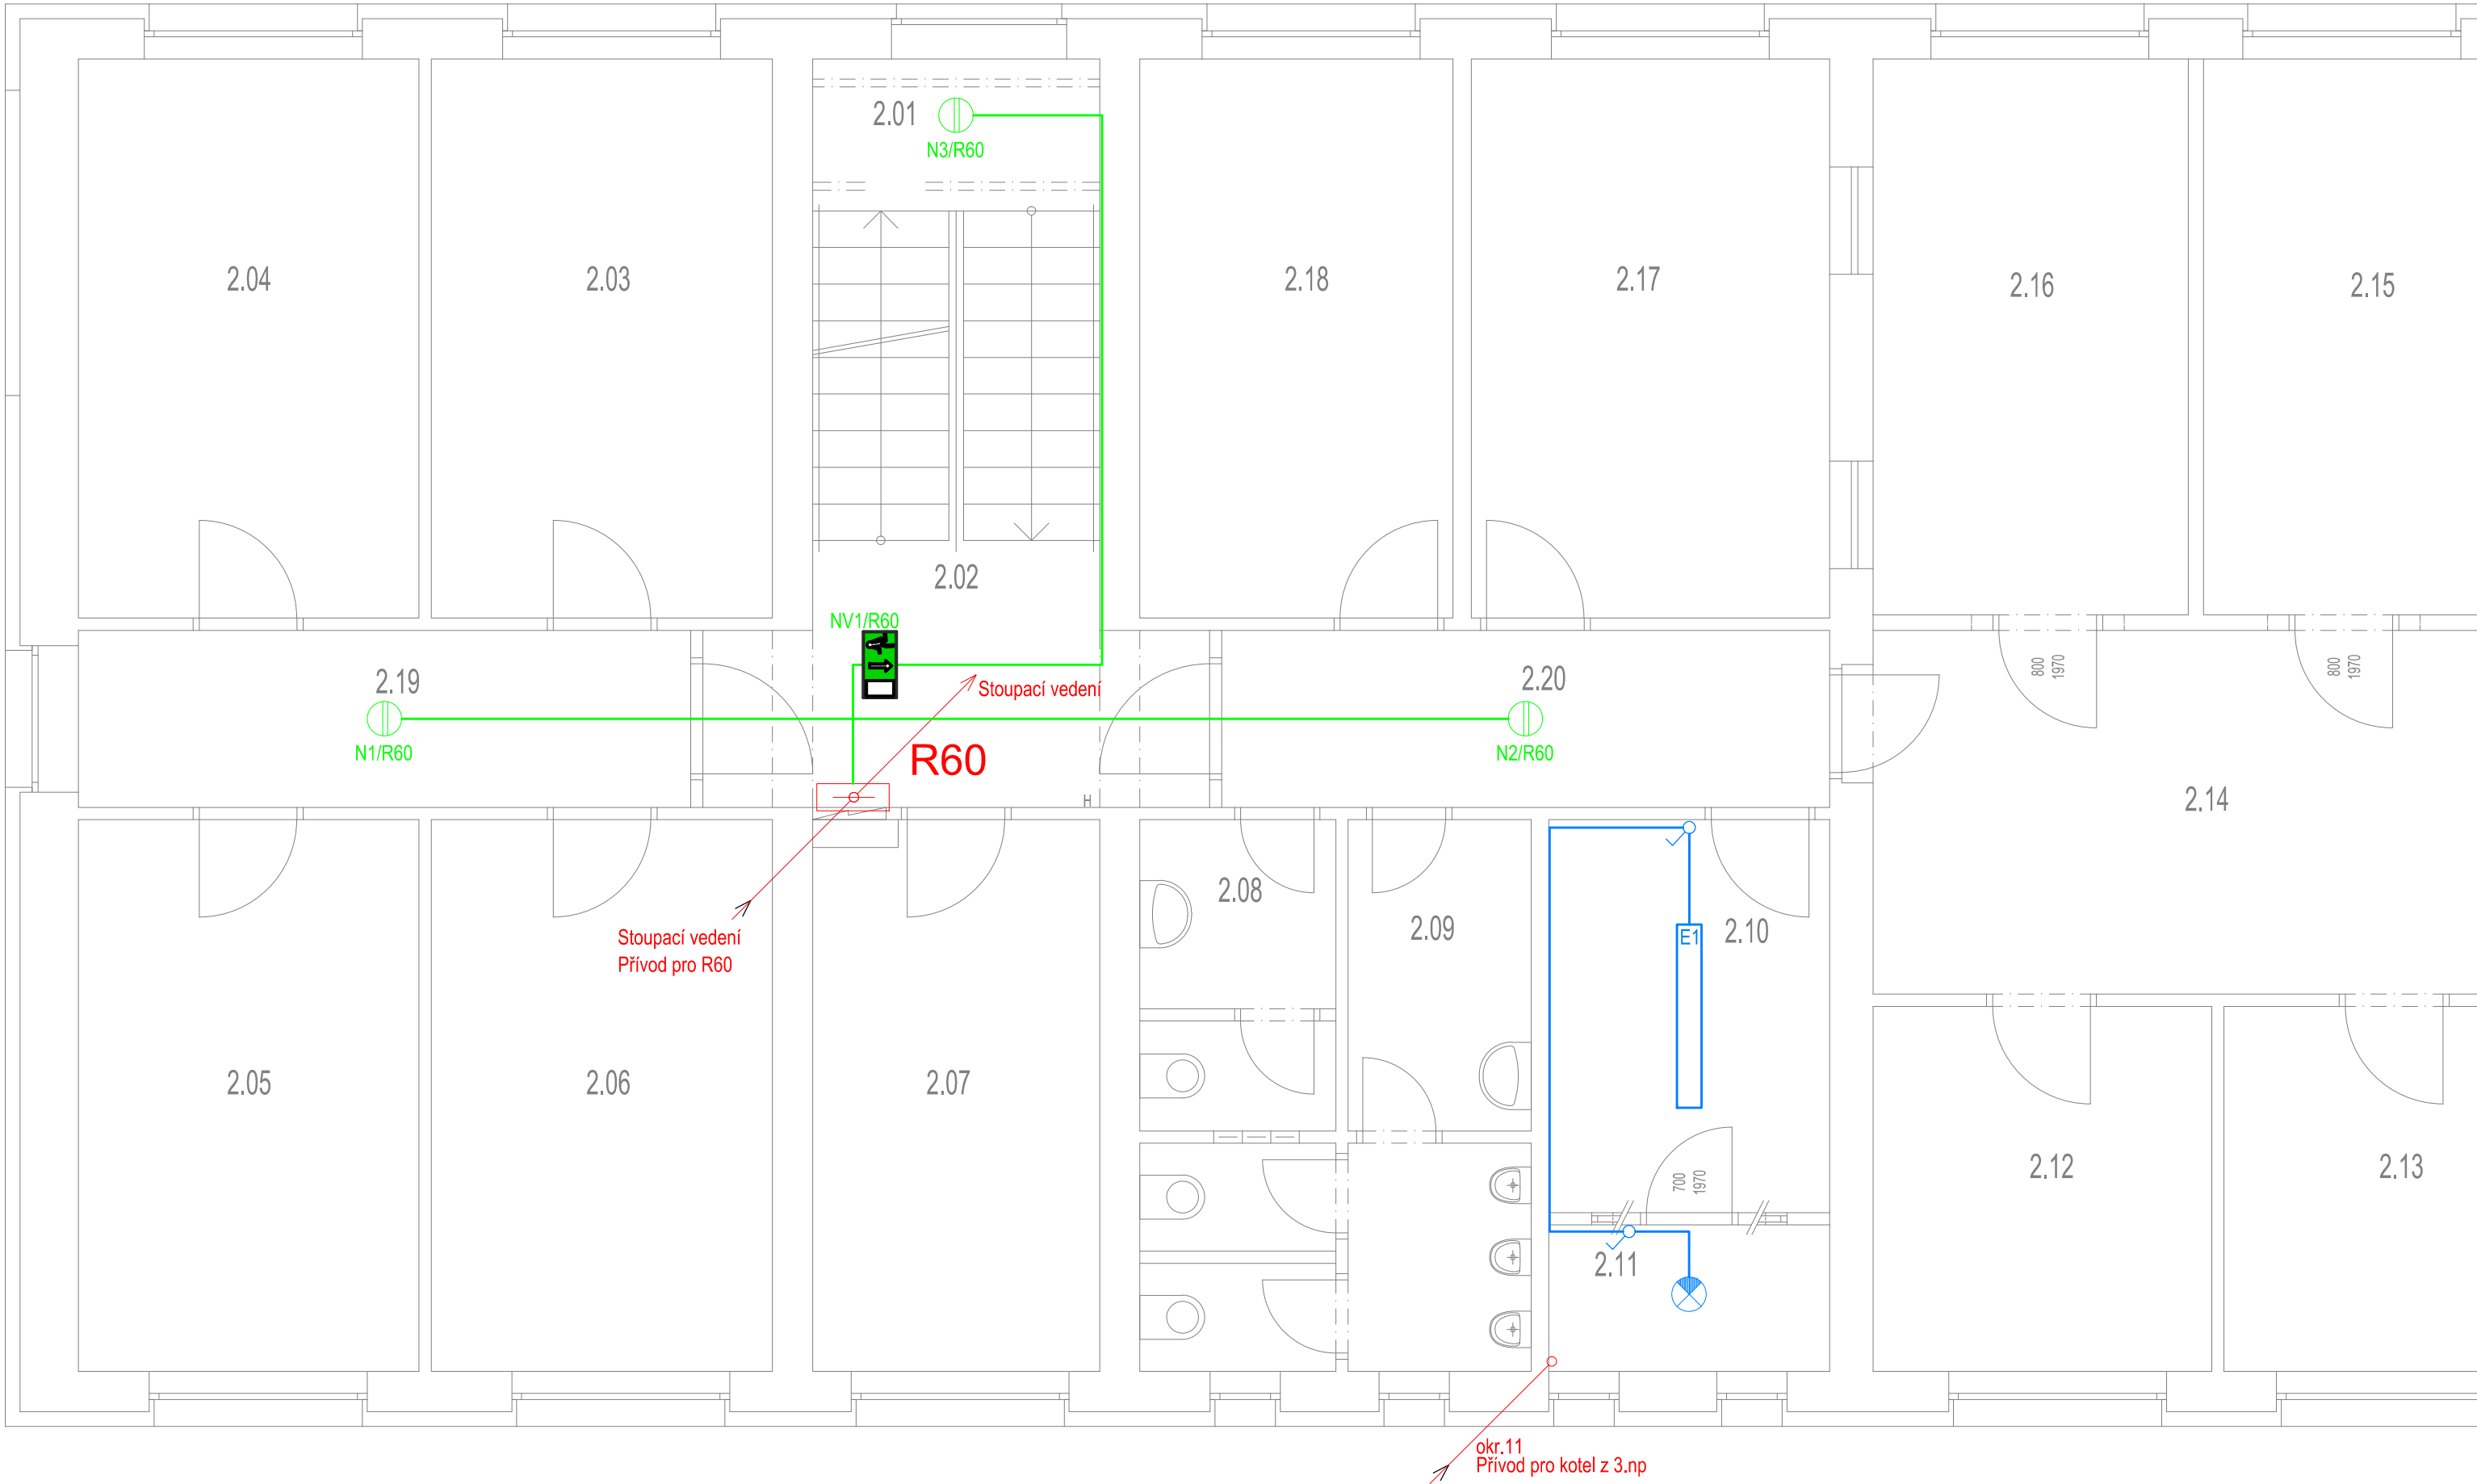 2.01
N3/R60
2.04
2.03
2.18
2.17
2.16
2.15
2.02
NV1/R60
2.19
Stoupací vedení
2.20
800
1970
800
1970
N1/R60
R60
N2/R60
H
2.14
2.08
2.09
E1
2.10
Stoupací vedení
Přívod pro R60
2.05
2.06
2.07
700
1970
2.12
2.13
2.11
okr.11
Přívod pro kotel z 3.np